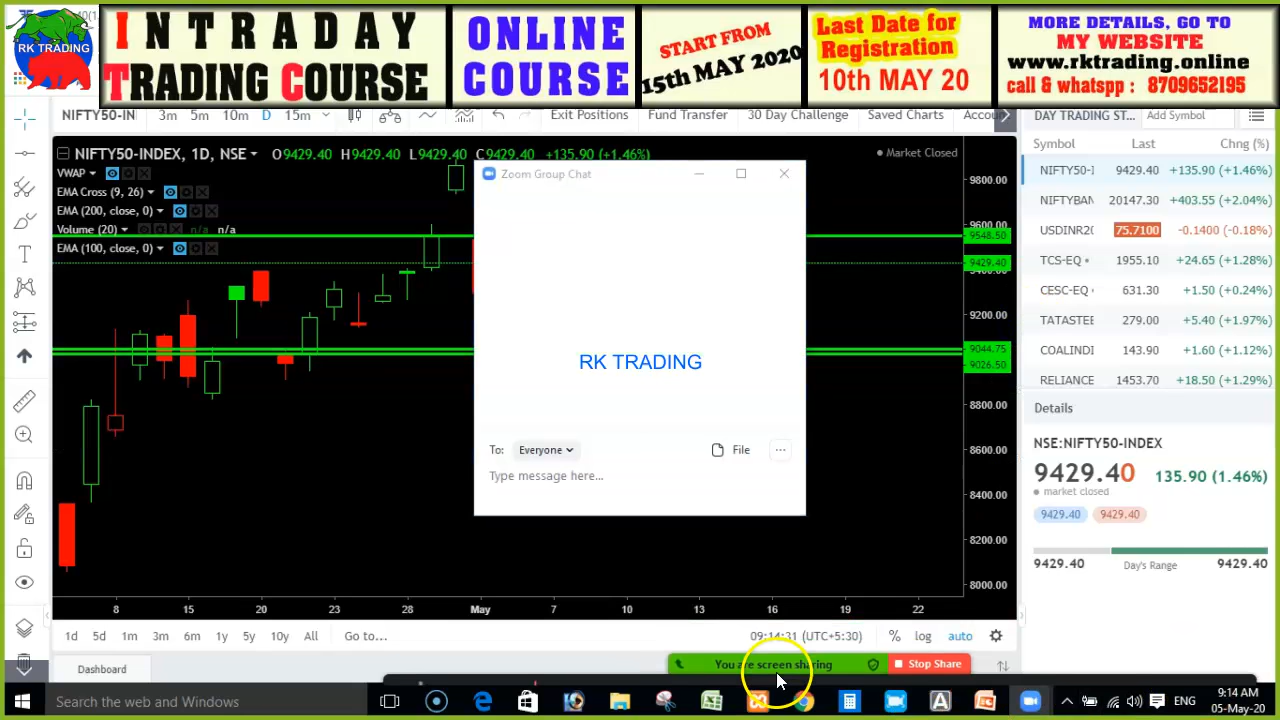 RK TRADING
INTRADAY
TRADING COURSE
ONLINE
COURSE
START FROM
15th MAY 2020
Last Date for
Registration
10th MAY 20
MORE DETAILS, GO TO
MY WEBSITE
www.rktrading.online
call & whatsapp : 8709652195
NIFTY50-IN 3m 5m 10m D 15m Exit Positions Fund Transfer 30 Day Challenge Saved Charts Accou
DAY TRADING ST... Add Symbol
NIFTY50-INDEX, 1D, NSE O9429.40 H9429.40 L9429.40 C9429.40 +135.90 (+1.46%)
Market Closed
VWAP
EMA Cross (9, 26)
EMA (200, close, 0)
Volume (20) n/a n/a
EMA (100, close, 0)
Zoom Group Chat
RK TRADING
To: Everyone File ...
Type message here...
9800.00
9600.00
9548.50
9429.40
9400.00
9200.00
9044.75
9026.50
8800.00
8600.00
8400.00
8200.00
8000.00
8 15 20 23 28 May 7 10 13 19 22
1d 5d 1m 3m 6m 1y 5y 10y All Go to... 09:14:31 (UTC+5:30) % log auto
Dashboard
You are screen sharing Stop Share
Symbol Last Chng (%)
NIFTY50-I 9429.40 +135.90 (+1.46%)
NIFTYBAN 20147.30 +403.55 (+2.04%)
USDINR20 75.7100 -0.1400 (-0.18%)
TCS-EQ 1955.10 +24.65 (+1.28%)
CESC-EQ 631.30 +1.50 (+0.24%)
TATASTEE 279.00 +5.40 (+1.97%)
COALINDI 143.90 +1.60 (+1.12%)
RELIANCE 1453.70 +18.50 (+1.29%)
Details
NSE:NIFTY50-INDEX
9429.40 135.90 (1.46%)
market closed
9429.40 9429.40
9429.40 Day's Range 9429.40
Search the web and Windows
ENG
9:14 AM
05-May-20